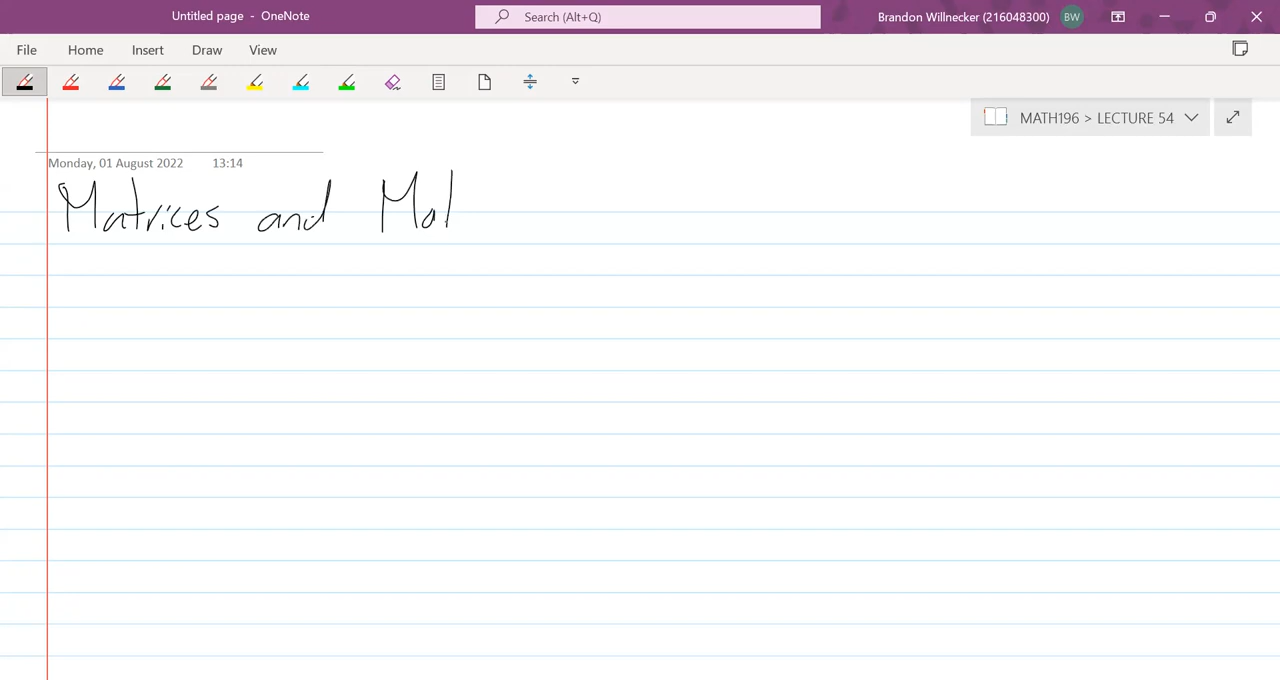 Untitled page - OneNote
Search (Alt+Q)
Brandon Willnecker (216048300)
BW
File
Home
Insert
Draw
View
MATH196 > LECTURE 54
Monday, 01 August 2022
13:14
Matrices and Mat